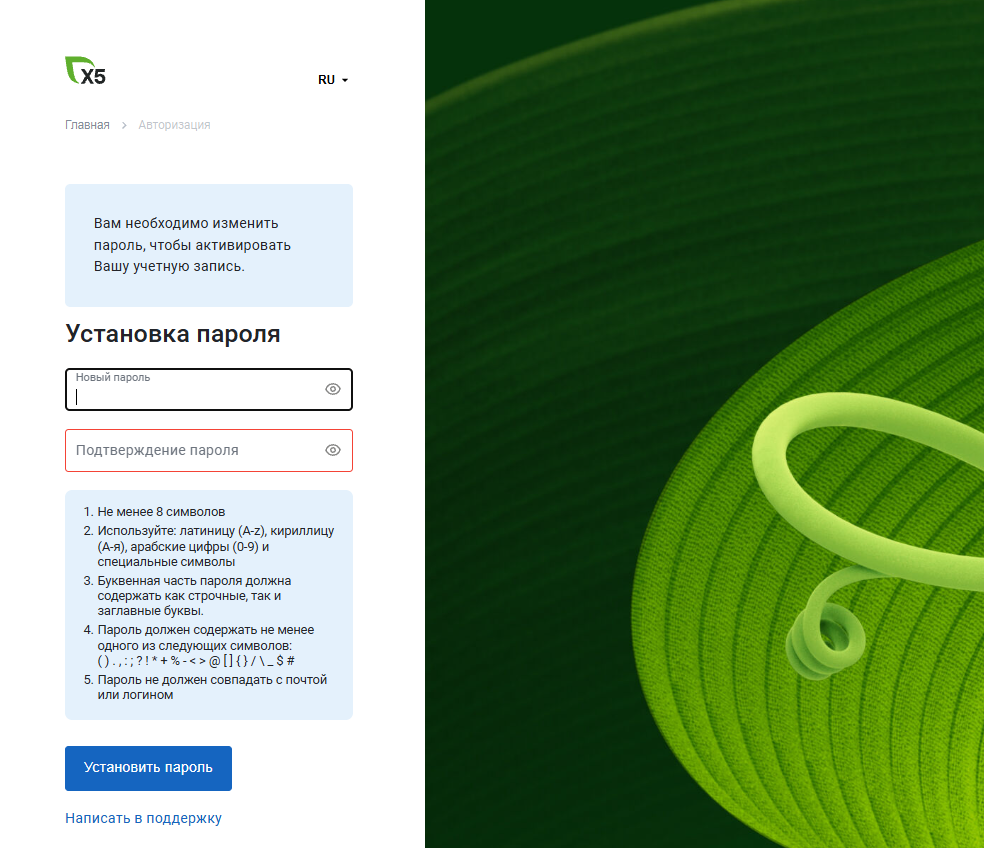 X5
RU
Главная
Авторизация
Вам необходимо изменить
пароль, чтобы активировать
Вашу учетную запись.
Установка пароля
Новый пароль
Подтверждение пароля
1. Не менее 8 символов
2. Используйте: латиницу (A-z), кириллицу
(А-я), арабские цифры (0-9) и
специальные символы
3. Буквенная часть пароля должна
содержать как строчные, так и
заглавные буквы.
4. Пароль должен содержать не менее
одного из следующих символов:
( ) . , : ; ? ! * + % - < > @ [ ] { } / \ _ $ #
5. Пароль не должен совпадать с почтой
или логином
Установить пароль
Написать в поддержку